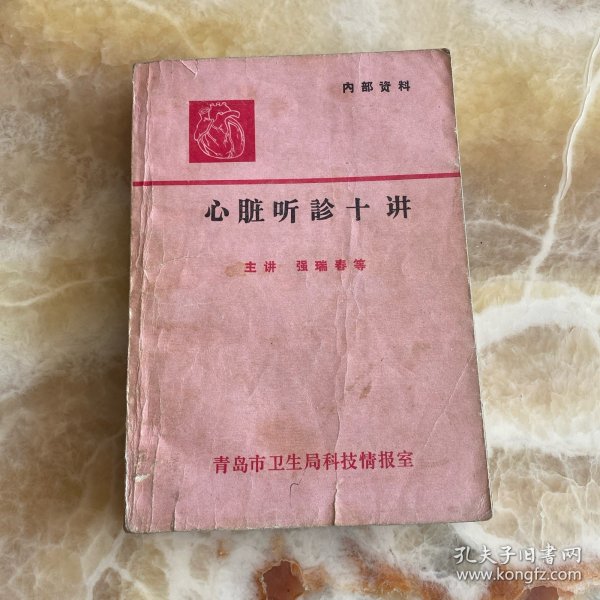 内部资料
心脏听診十讲
主讲 强瑞春等
青岛市卫生局科技情报室
孔夫子旧书网
www.kongfz.com